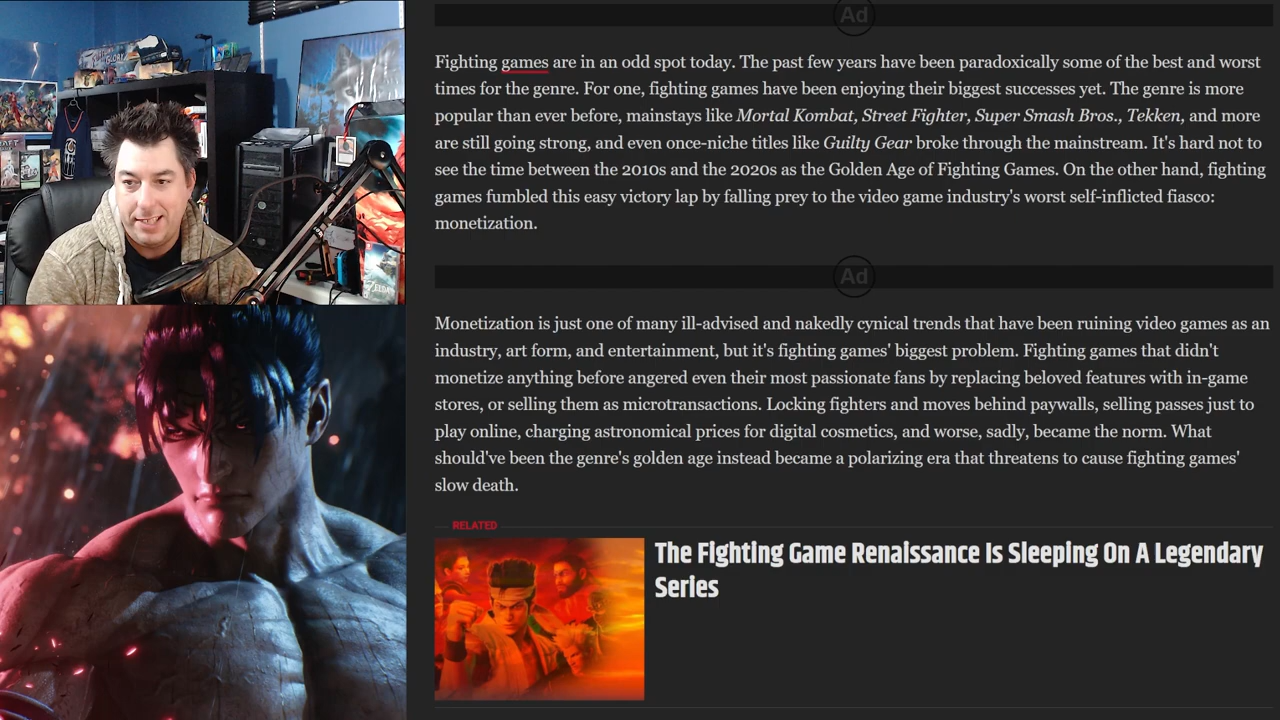 Ad
Fighting games are in an odd spot today. The past few years have been paradoxically some of the best and worst
times for the genre. For one, fighting games have been enjoying their biggest successes yet. The genre is more
popular than ever before, mainstays like Mortal Kombat, Street Fighter, Super Smash Bros., Tekken, and more
are still going strong, and even once-niche titles like Guilty Gear broke through the mainstream. It's hard not to
see the time between the 2010s and the 2020s as the Golden Age of Fighting Games. On the other hand, fighting
games fumbled this easy victory lap by falling prey to the video game industry's worst self-inflicted fiasco:
monetization.
Ad
Monetization is just one of many ill-advised and nakedly cynical trends that have been ruining video games as an
industry, art form, and entertainment, but it's fighting games' biggest problem. Fighting games that didn't
monetize anything before angered even their most passionate fans by replacing beloved features with in-game
stores, or selling them as microtransactions. Locking fighters and moves behind paywalls, selling passes just to
play online, charging astronomical prices for digital cosmetics, and worse, sadly, became the norm. What
should've been the genre's golden age instead became a polarizing era that threatens to cause fighting games'
slow death.
RELATED
The Fighting Game Renaissance Is Sleeping On A Legendary
Series
ZELDA